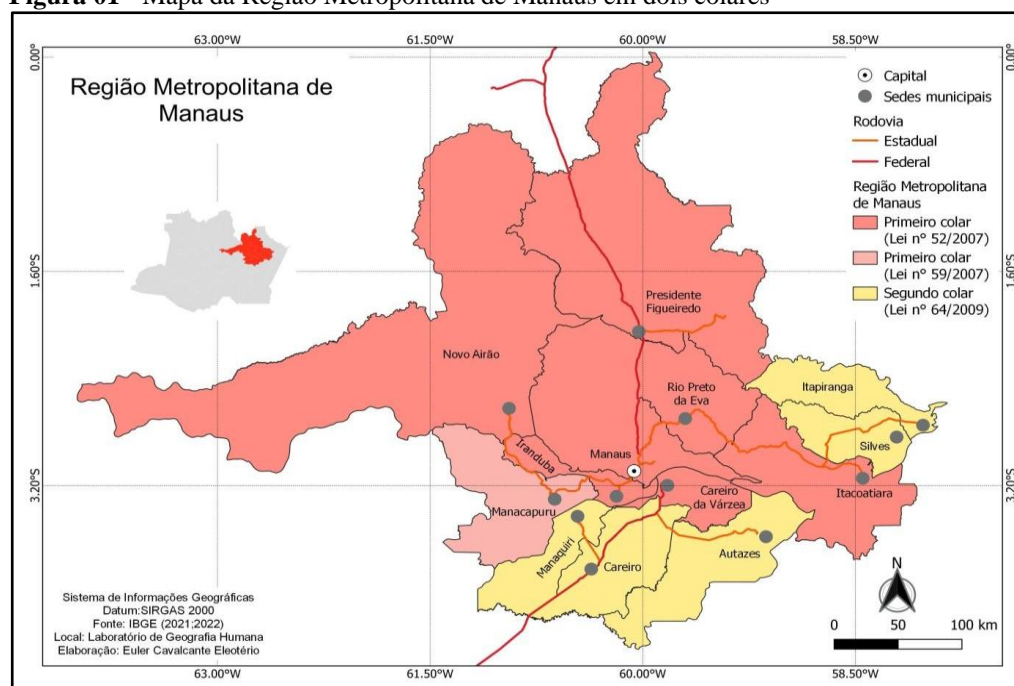 Figura 01 - Mapa da Região Metropolitana de Manaus em dois colares
63.00°W 61.50°W 60.00°W 58.50°W
0.00° 0.00°
Região Metropolitana de
Manaus
Capital
Sedes municipais
Rodovia
Estadual
Federal
Região Metropolitana
de Manaus
Primeiro colar
(Lei nº 52/2007)
Primeiro colar
(Lei nº 59/2007)
Segundo colar
(Lei nº 64/2009)
1.60°S 1.60°S
Presidente
Figueiredo
Novo Airão
Rio Preto
da Eva
Itapiranga
Silves
Iranduba
Manaus
3.20°S 3.20°S
Manacapuru
Careiro
da Várzea
Itacoatiara
Manaquiri
Careiro
Autazes
Sistema de Informações Geográficas
Datum:SIRGAS 2000
Fonte: IBGE (2021;2022)
Local: Laboratório de Geografia Humana
Elaboração: Euler Cavalcante Eleotério
N
0 50 100 km
63.00°W 61.50°W 60.00°W 58.50°W